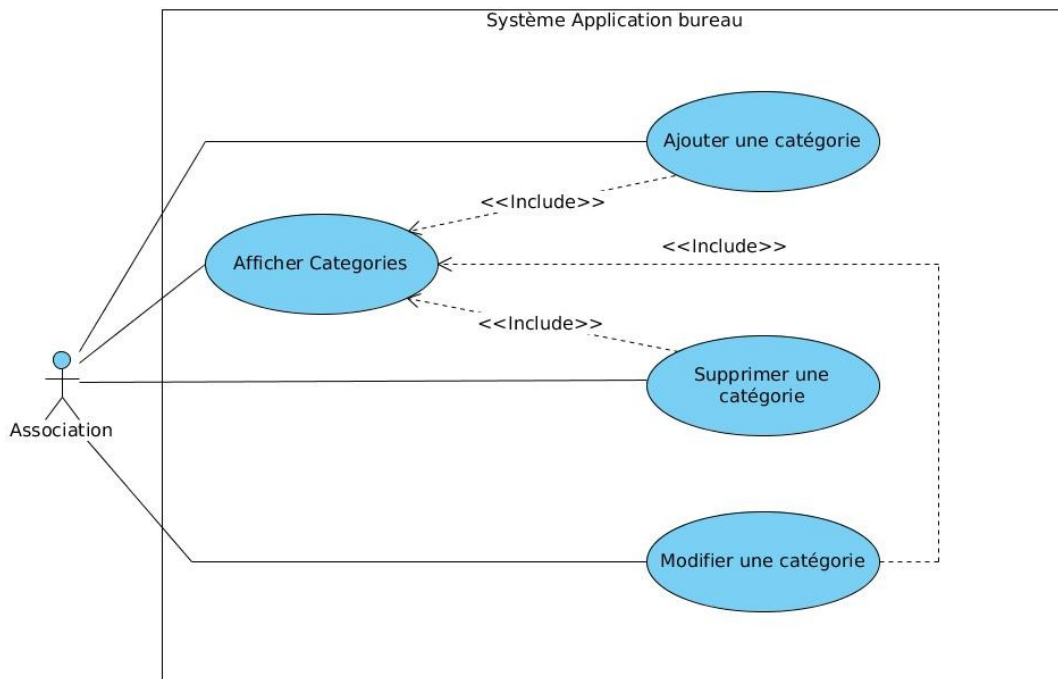 Système Application bureau
Ajouter une catégorie
<<Include>>
<<Include>>
Afficher Categories
<<Include>>
Supprimer une
catégorie
Association
Modifier une catégorie